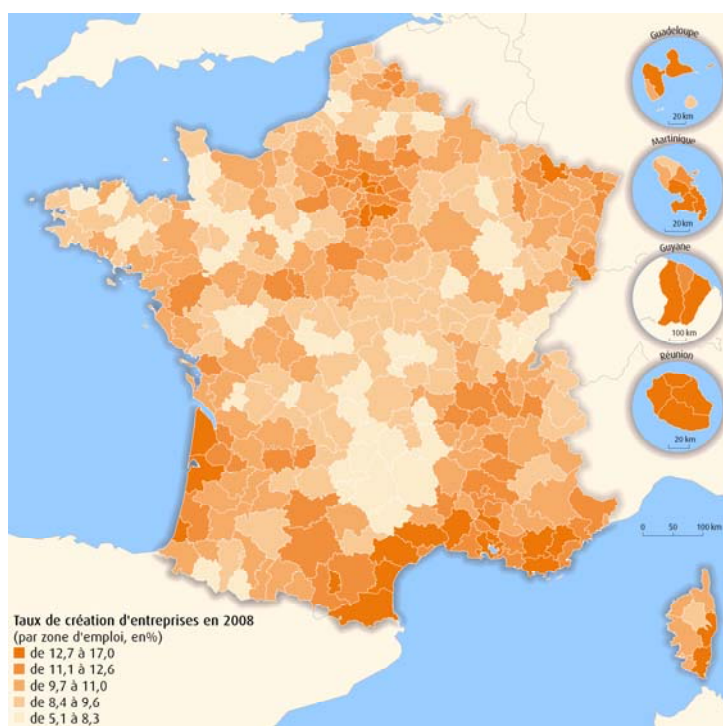 Guadeloupe
20 km
Martinique
20 km
Guyane
100 km
Réunion
20 km
0 50 100 km
Taux de création d'entreprises en 2008
(par zone d'emploi, en%)
de 12,7 à 17,0
de 11,1 à 12,6
de 9,7 à 11,0
de 8,4 à 9,6
de 5,1 à 8,3